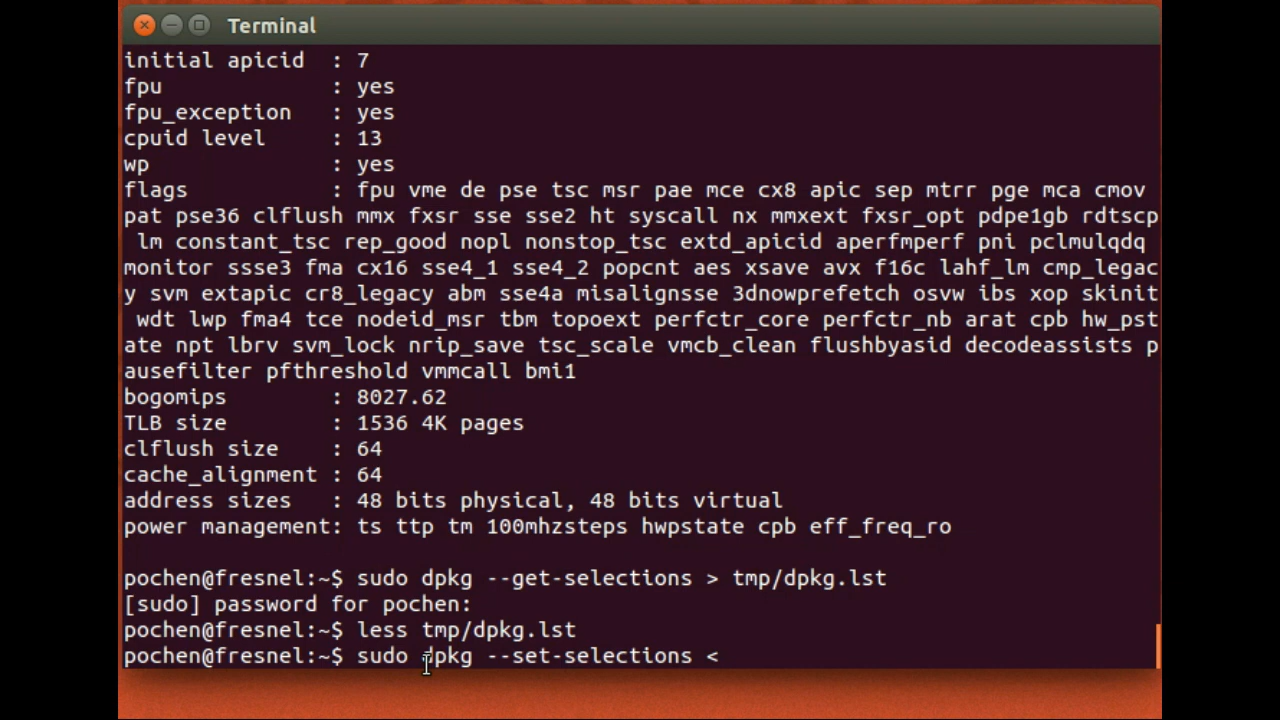 Terminal
initial apicid : 7
fpu : yes
fpu_exception : yes
cpuid level : 13
wp : yes
flags : fpu vme de pse tsc msr pae mce cx8 apic sep mtrr pge mca cmov
pat pse36 clflush mmx fxsr sse sse2 ht syscall nx mmxext fxsr_opt pdpe1gb rdtscp
lm constant_tsc rep_good nopl nonstop_tsc extd_apicid aperfmperf pni pclmulqdq
monitor ssse3 fma cx16 sse4_1 sse4_2 popcnt aes xsave avx f16c lahf_lm cmp_legac
y svm extapic cr8_legacy abm sse4a misalignsse 3dnowprefetch osvw ibs xop skinit
wdt lwp fma4 tce nodeid_msr tbm topoext perfctr_core perfctr_nb arat cpb hw_pst
ate npt lbrv svm_lock nrip_save tsc_scale vmcb_clean flushbyasid decodeassists p
ausefilter pfthreshold vmmcall bmi1
bogomips : 8027.62
TLB size : 1536 4K pages
clflush size : 64
cache_alignment : 64
address sizes : 48 bits physical, 48 bits virtual
power management: ts ttp tm 100mhzsteps hwpstate cpb eff_freq_ro
pochen@fresnel:~$ sudo dpkg --get-selections > tmp/dpkg.lst
[sudo] password for pochen:
pochen@fresnel:~$ less tmp/dpkg.lst
pochen@fresnel:~$ sudo dpkg --set-selections <